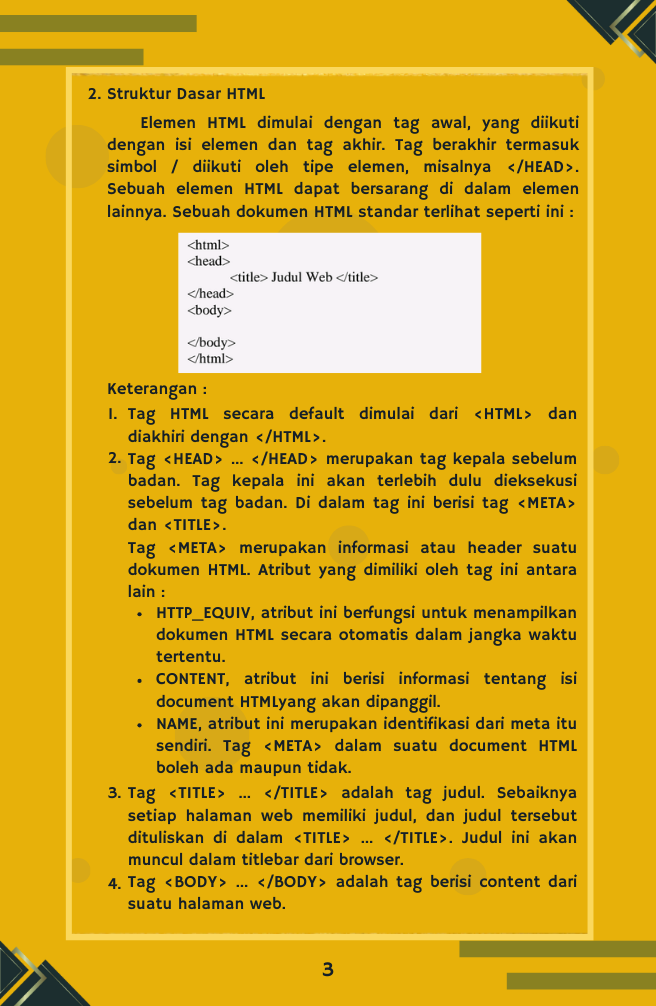 2. Struktur Dasar HTML
Elemen HTML dimulai dengan tag awal, yang diikuti
dengan isi elemen dan tag akhir. Tag berakhir termasuk
simbol / diikuti oleh tipe elemen, misalnya </HEAD>.
Sebuah elemen HTML dapat bersarang di dalam elemen
lainnya. Sebuah dokumen HTML standar terlihat seperti ini :
<html>
<head>
<title> Judul Web </title>
</head>
<body>
</body>
</html>
Keterangan :
1. Tag HTML secara default dimulai dari <HTML> dan
diakhiri dengan </HTML>.
2. Tag <HEAD> ... </HEAD> merupakan tag kepala sebelum
badan. Tag kepala ini akan terlebih dulu dieksekusi
sebelum tag badan. Di dalam tag ini berisi tag <META>
dan <TITLE>.
Tag <META> merupakan informasi atau header suatu
dokumen HTML. Atribut yang dimiliki oleh tag ini antara
lain :
• HTTP_EQUIV, atribut ini berfungsi untuk menampilkan
dokumen HTML secara otomatis dalam jangka waktu
tertentu.
• CONTENT, atribut ini berisi informasi tentang isi
document HTMLyang akan dipanggil.
• NAME, atribut ini merupakan identifikasi dari meta itu
sendiri. Tag <META> dalam suatu document HTML
boleh ada maupun tidak.
3. Tag <TITLE> ... </TITLE> adalah tag judul. Sebaiknya
setiap halaman web memiliki judul, dan judul tersebut
dituliskan di dalam <TITLE> ... </TITLE>. Judul ini akan
muncul dalam titlebar dari browser.
4. Tag <BODY> ... </BODY> adalah tag berisi content dari
suatu halaman web.
3